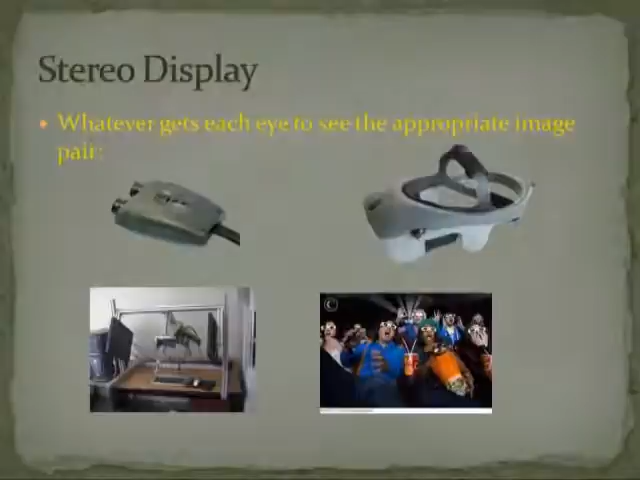 Stereo Display
Whatever gets each eye to see the appropriate image
pair:
©